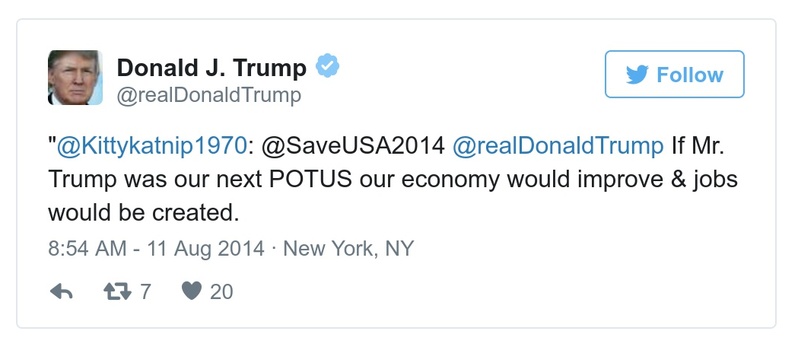 Donald J. Trump
@realDonaldTrump
Follow
"@Kittykatnip1970: @SaveUSA2014 @realDonaldTrump If Mr.
Trump was our next POTUS our economy would improve & jobs
would be created.
8:54 AM - 11 Aug 2014 · New York, NY
7 20